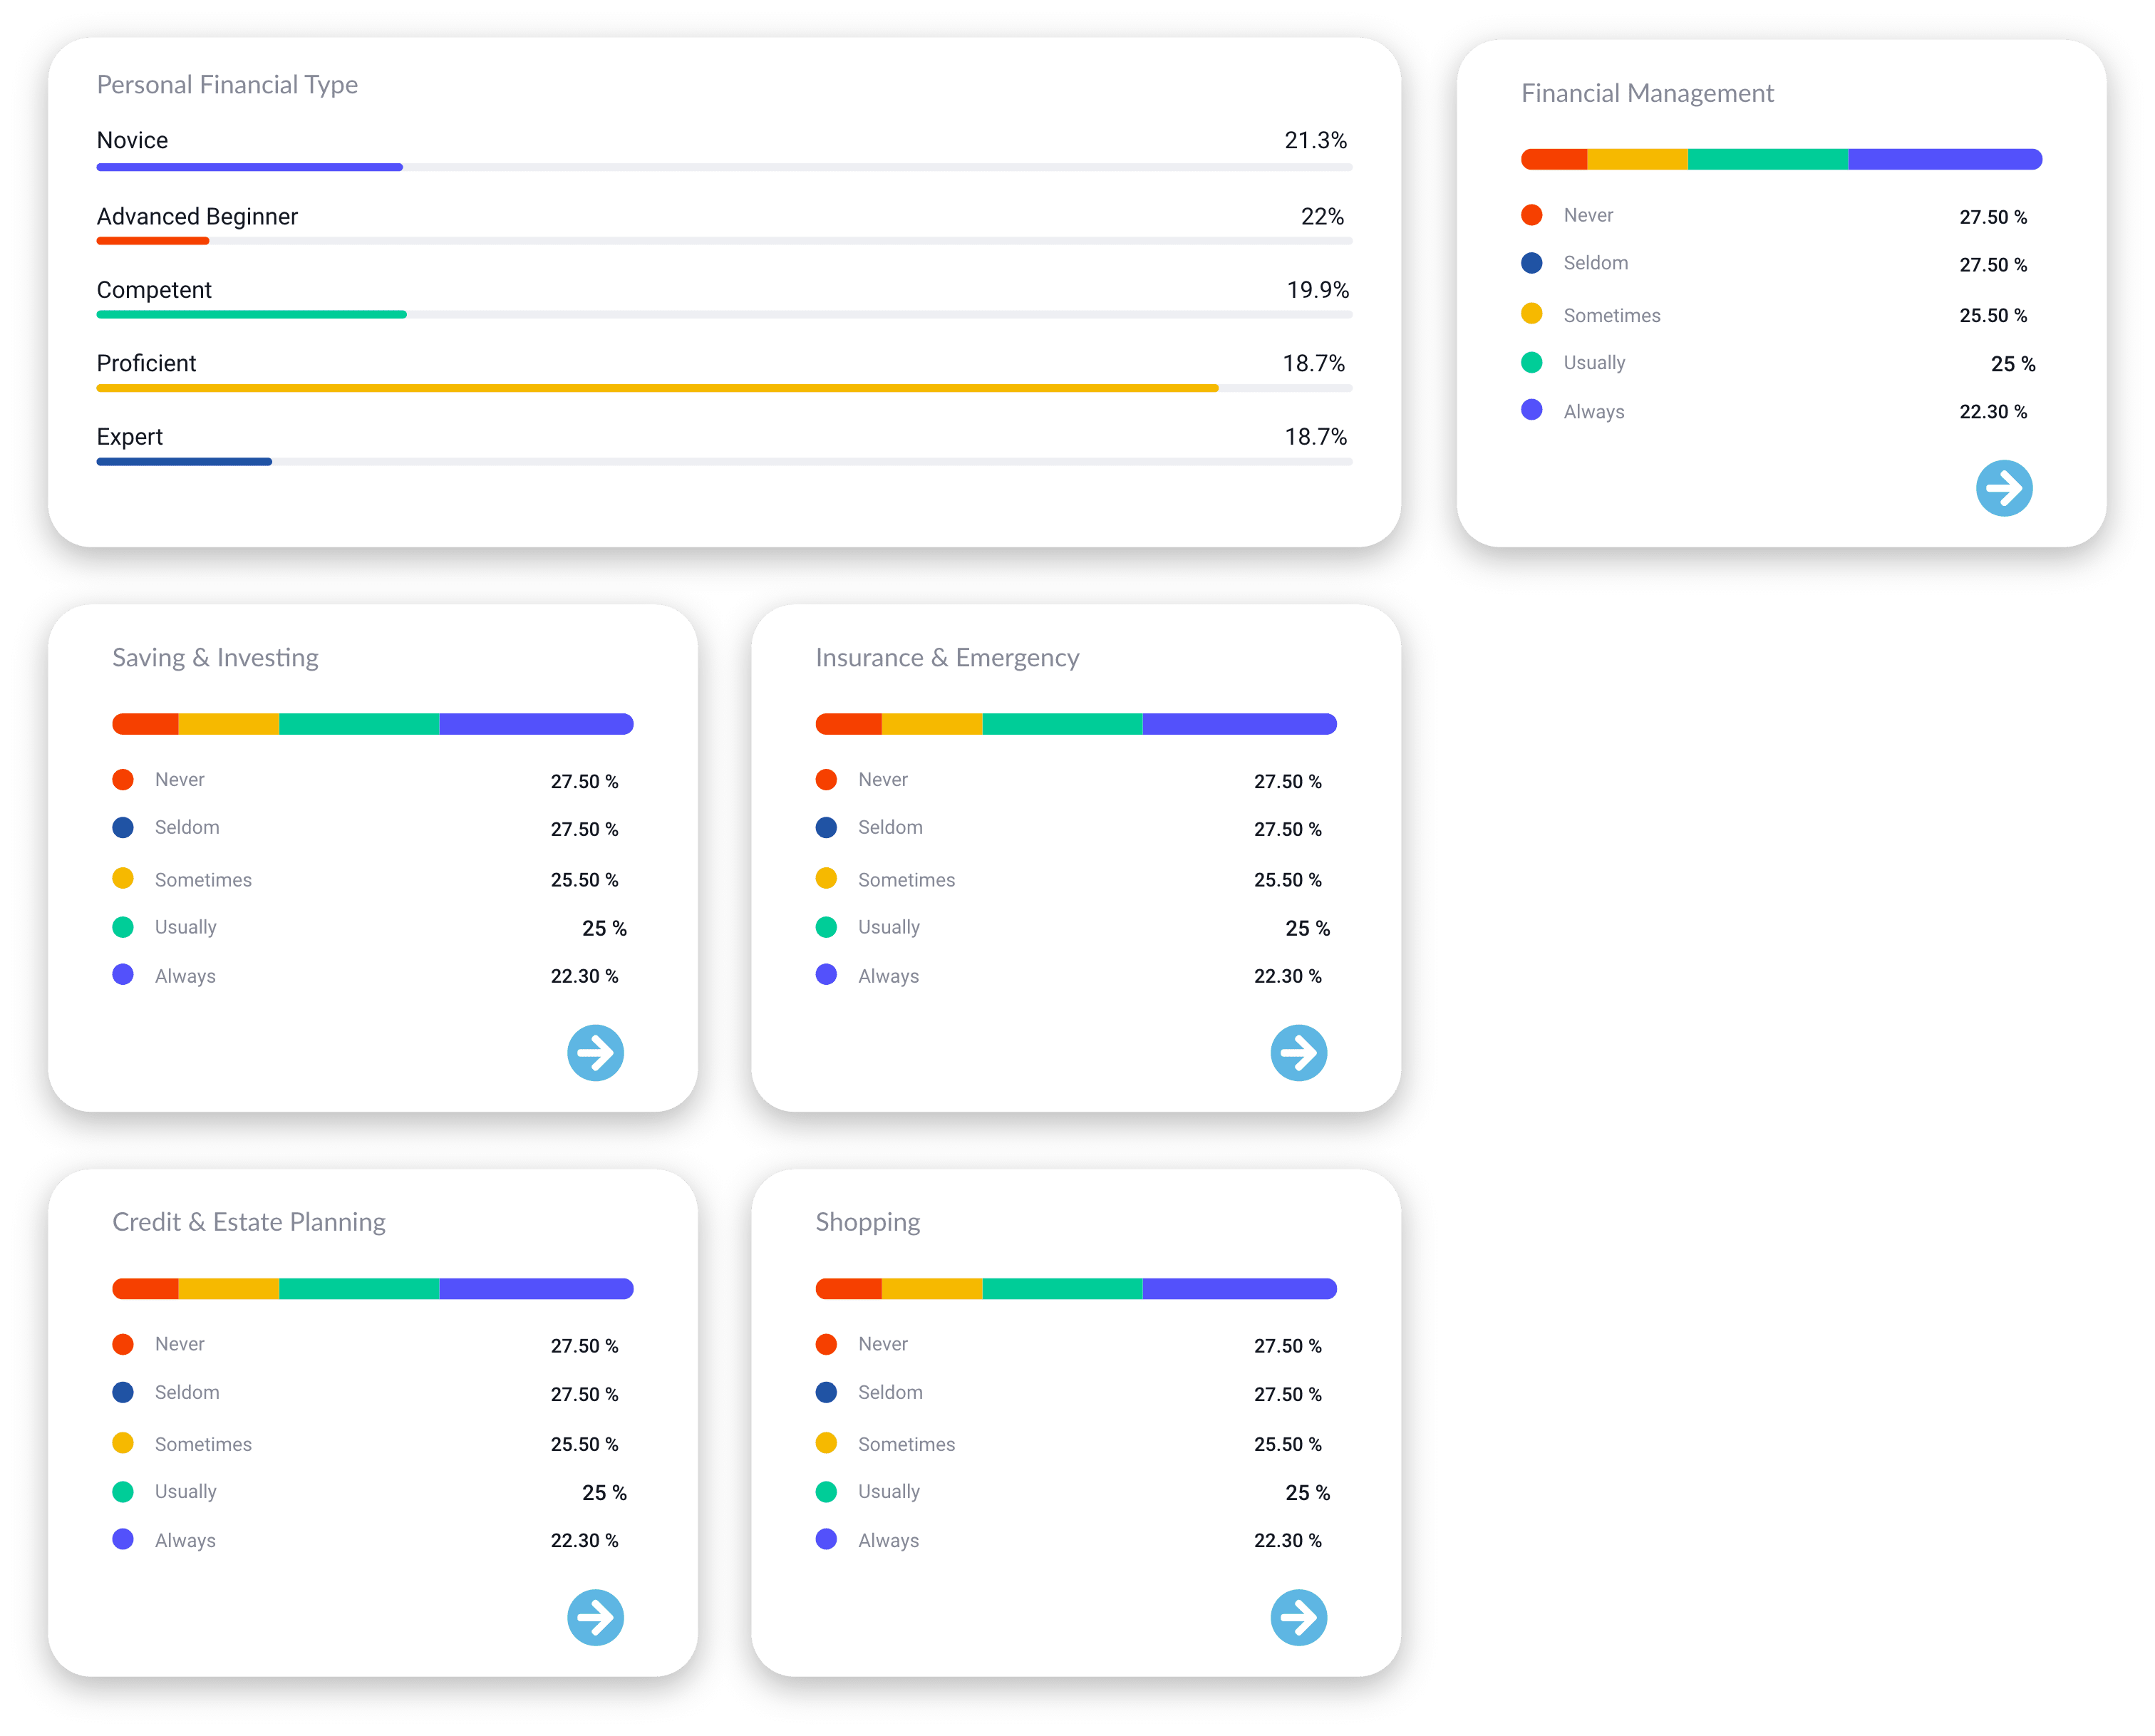 Personal Financial Type
Novice 21.3%
Advanced Beginner 22%
Competent 19.9%
Proficient 18.7%
Expert 18.7%
Financial Management
Never 27.50 %
Seldom 27.50 %
Sometimes 25.50 %
Usually 25 %
Always 22.30 %
Saving & Investing
Never 27.50 %
Seldom 27.50 %
Sometimes 25.50 %
Usually 25 %
Always 22.30 %
Insurance & Emergency
Never 27.50 %
Seldom 27.50 %
Sometimes 25.50 %
Usually 25 %
Always 22.30 %
Credit & Estate Planning
Never 27.50 %
Seldom 27.50 %
Sometimes 25.50 %
Usually 25 %
Always 22.30 %
Shopping
Never 27.50 %
Seldom 27.50 %
Sometimes 25.50 %
Usually 25 %
Always 22.30 %